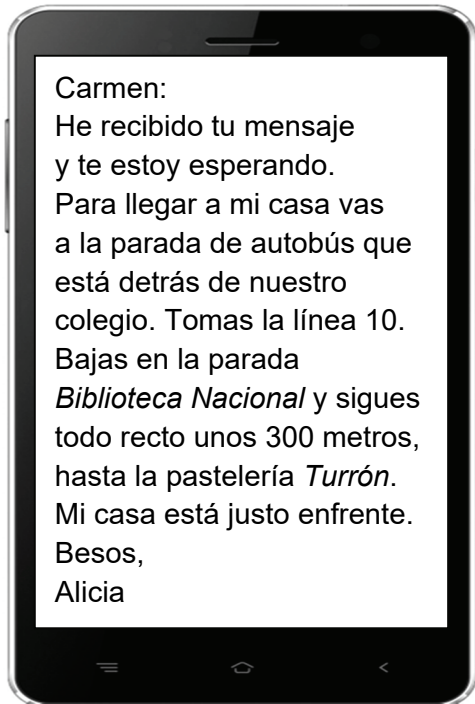 Carmen:
He recibido tu mensaje
y te estoy esperando.
Para llegar a mi casa vas
a la parada de autobús que
está detrás de nuestro
colegio. Tomas la línea 10.
Bajas en la parada
Biblioteca Nacional y sigues
todo recto unos 300 metros,
hasta la pastelería Turrón.
Mi casa está justo enfrente.
Besos,
Alicia